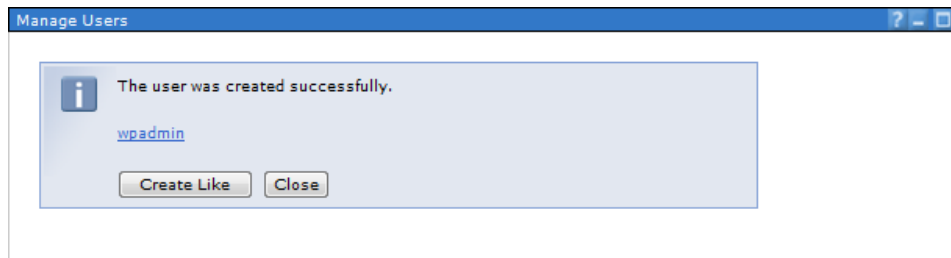 Manage Users ? –
i The user was created successfully.
wpadmin
Create Like Close